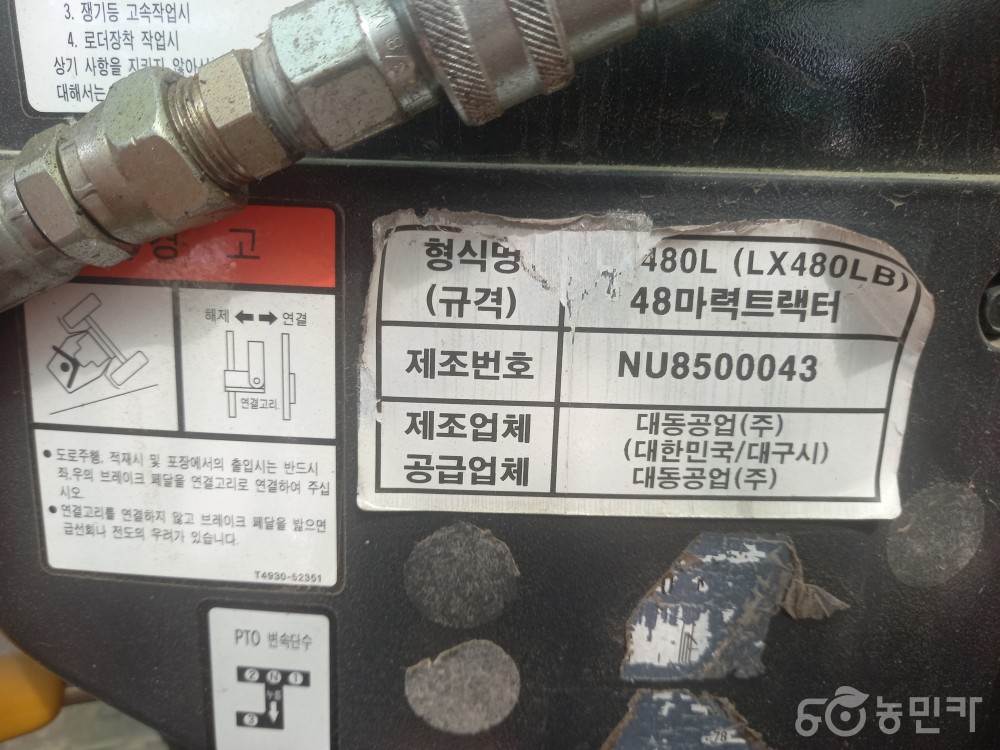 3. 쟁기등 고속작업시
4. 로더장착 작업시
상기 사항을 지키지
대해서는
경 고
해제 연결
연결고리
● 도로주행, 적재시 및 포장에서의 출입시는 반드시
좌,우의 브레이크 페달을 연결고리로 연결하여 주십
시오.
● 연결고리를 연결하지 않고 브레이크 페달을 밟으면
급선회나 전도의 우려가 있습니다.
T4930-52351
형식명
(규격)
LX480L (LX480LB)
48마력트랙터
제조번호
NU8500043
제조업체
공급업체
대동공업(주)
(대한민국/대구시)
대동공업(주)
PTO 변속단수
② N ①
누름
③
78
농민카